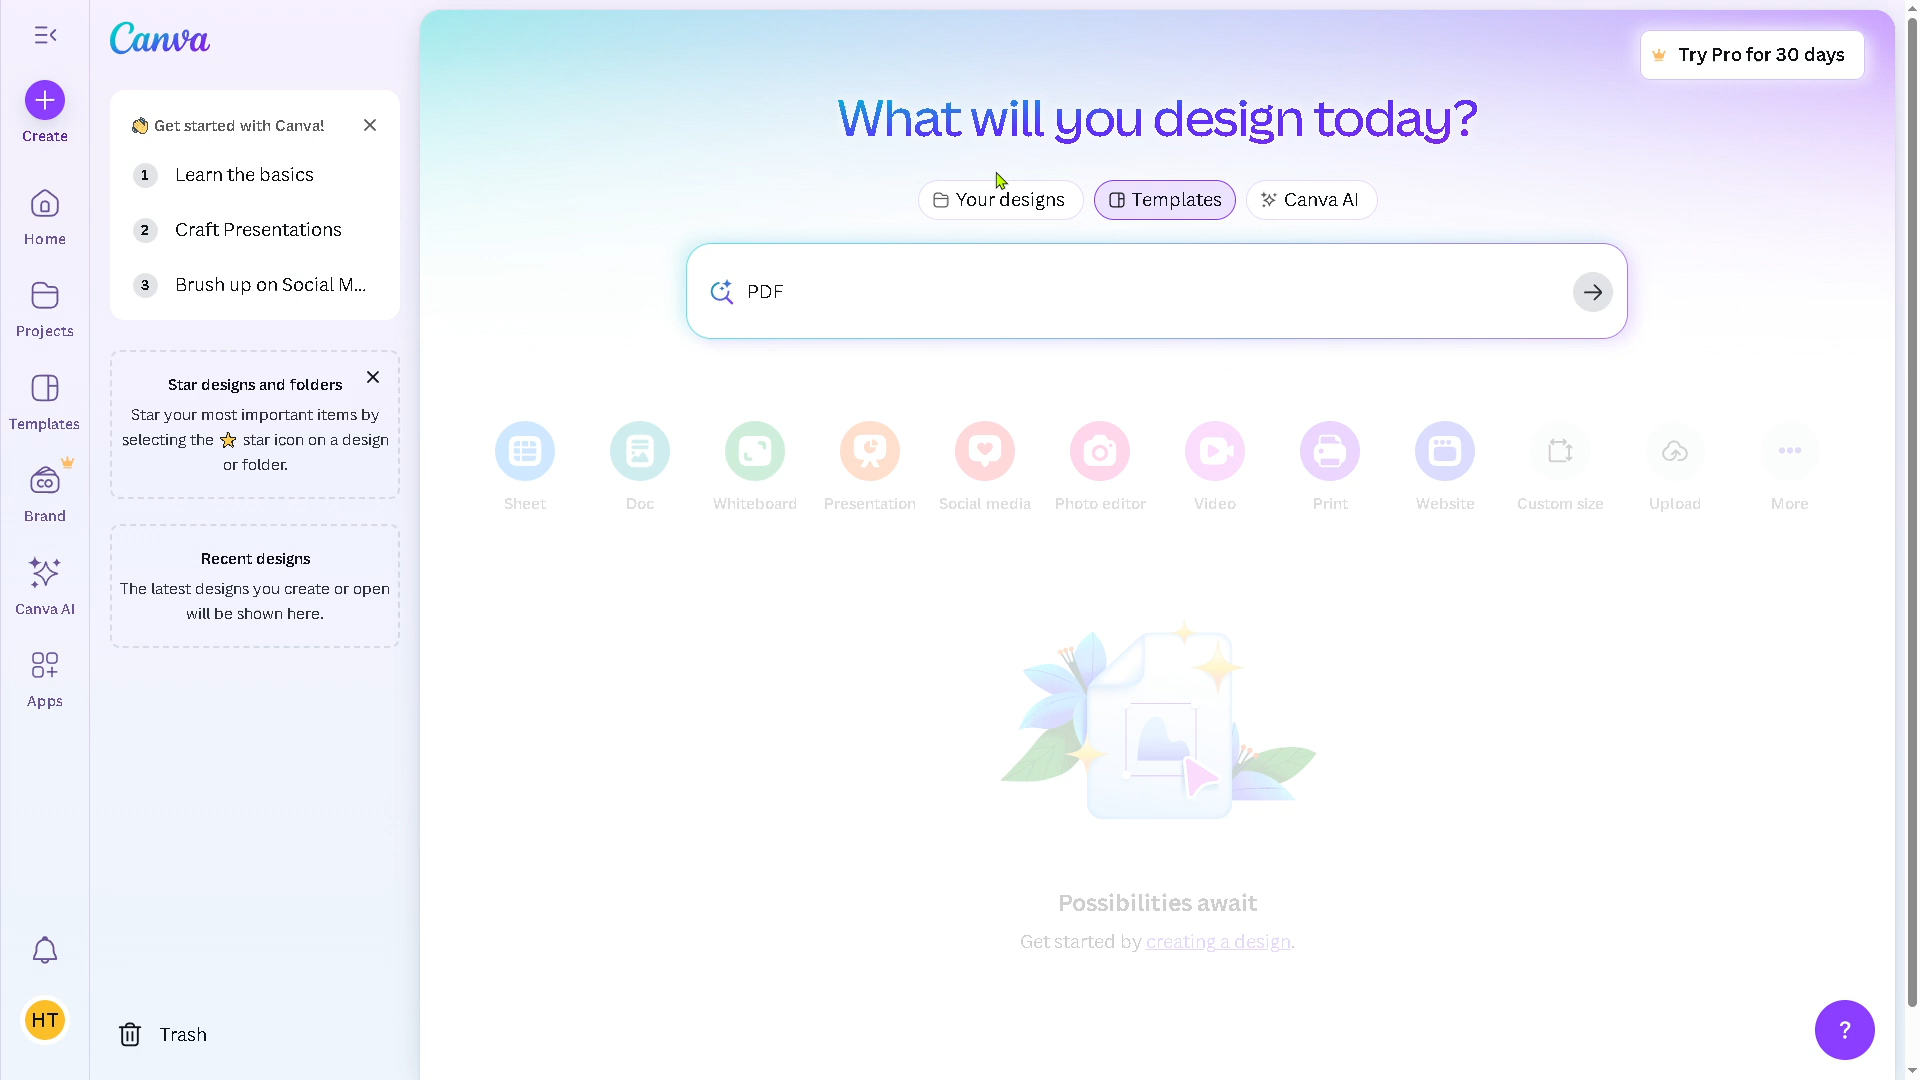 Canva
Create
Home
Projects
Templates
Brand
Canva AI
Apps
HT
Get started with Canva!
1 Learn the basics
2 Craft Presentations
3 Brush up on Social M...
Star designs and folders
Star your most important items by
selecting the ⭐ star icon on a design
or folder.
Recent designs
The latest designs you create or open
will be shown here.
Trash
Try Pro for 30 days
What will you design today?
Your designs
Templates
Canva AI
PDF
Sheet
Doc
Whiteboard
Presentation
Social media
Photo editor
Video
Print
Website
Custom size
Upload
More
Possibilities await
Get started by creating a design.
?